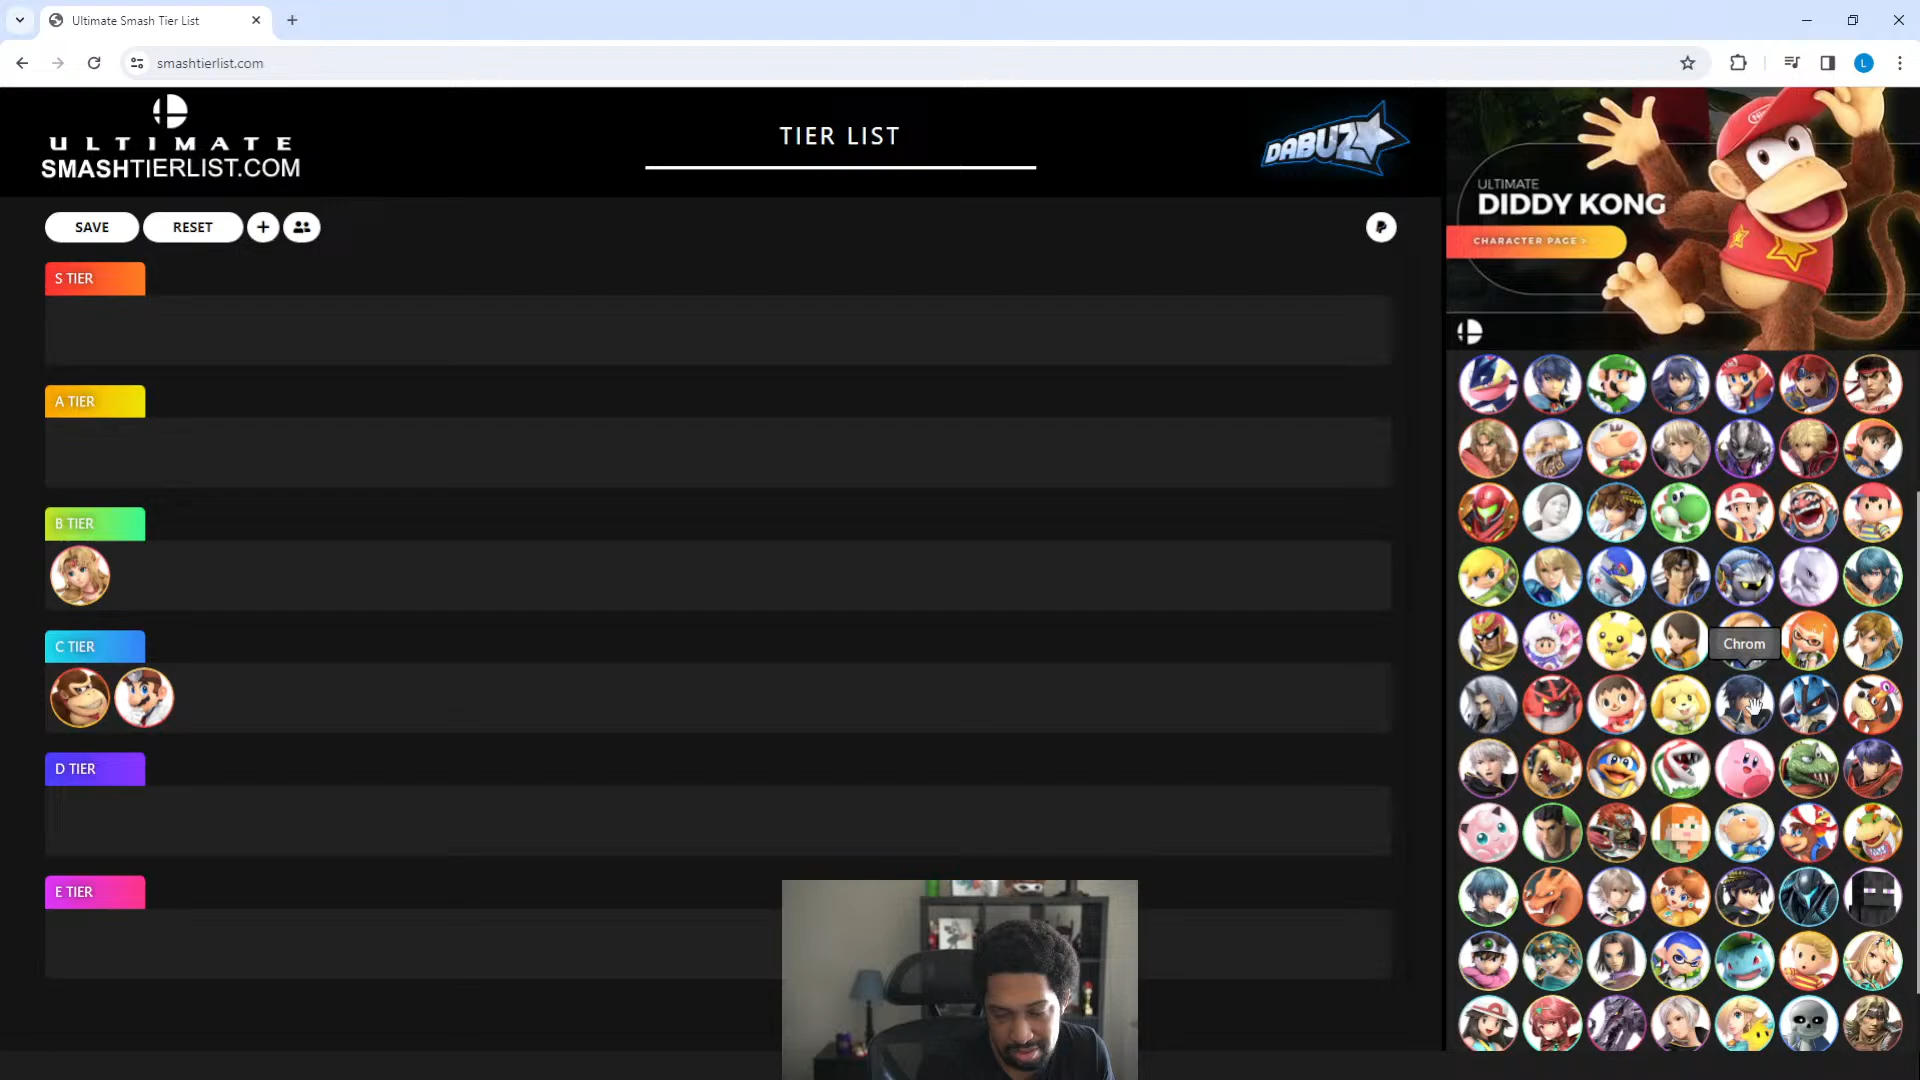 Ultimate Smash Tier List
smashtierlist.com
L
ULTIMATE
SMASHTIERLIST.COM
TIER LIST
DABUZ
SAVE
RESET
ULTIMATE
DIDDY KONG
CHARACTER PAGE >
S TIER
A TIER
B TIER
C TIER
Chrom
D TIER
E TIER